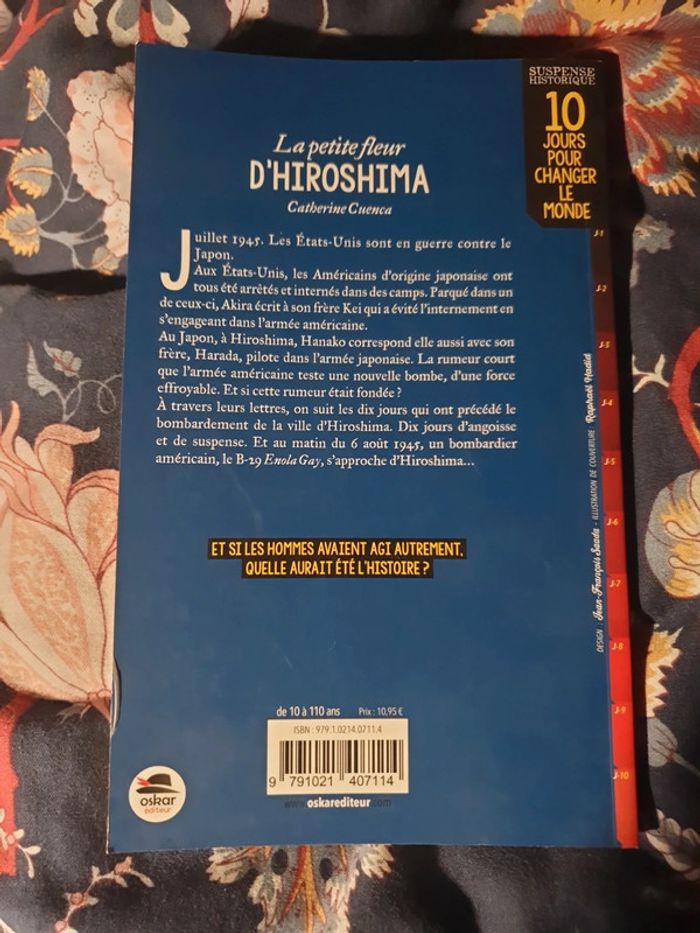 SUSPENSE
HISTORIQUE
10
JOURS
POUR
CHANGER
LE
MONDE
La petite fleur
D'HIROSHIMA
Catherine Cuenca
Juillet 1945. Les États-Unis sont en guerre contre le
Japon.
Aux États-Unis, les Américains d'origine japonaise ont
tous été arrêtés et internés dans des camps. Parqué dans un
de ceux-ci, Akira écrit à son frère Kei qui a évité l'internement en
s'engageant dans l'armée américaine.
Au Japon, à Hiroshima, Hanako correspond elle aussi avec son
frère, Harada, pilote dans l'armée japonaise. La rumeur court
que l'armée américaine teste une nouvelle bombe, d'une force
effroyable. Et si cette rumeur était fondée ?
À travers leurs lettres, on suit les dix jours qui ont précédé le
bombardement de la ville d'Hiroshima. Dix jours d'angoisse
et de suspense. Et au matin du 6 août 1945, un bombardier
américain, le B-29 Enola Gay, s'approche d'Hiroshima...
ET SI LES HOMMES AVAIENT AGI AUTREMENT,
QUELLE AURAIT ÉTÉ L'HISTOIRE ?
de 10 à 110 ans Prix : 10,95 €
ISBN : 979.1.0214.0711.4
9 791021 407114
www.oskarediteur.com
oskar
éditeur
DESIGN : Jean-François Saada - ILLUSTRATION DE COUVERTURE : Raphaël Hadid
J-1
J-2
J-3
J-4
J-5
J-6
J-7
J-8
J-9
J-10